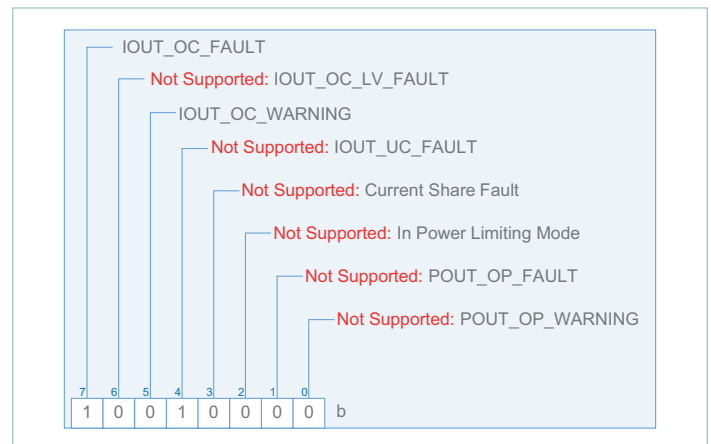 IOUT_OC_FAULT
Not Supported: IOUT_OC_LV_FAULT
IOUT_OC_WARNING
Not Supported: IOUT_UC_FAULT
Not Supported: Current Share Fault
Not Supported: In Power Limiting Mode
Not Supported: POUT_OP_FAULT
Not Supported: POUT_OP_WARNING
7 6 5 4 3 2 1 0
1 0 0 1 0 0 0 0 b